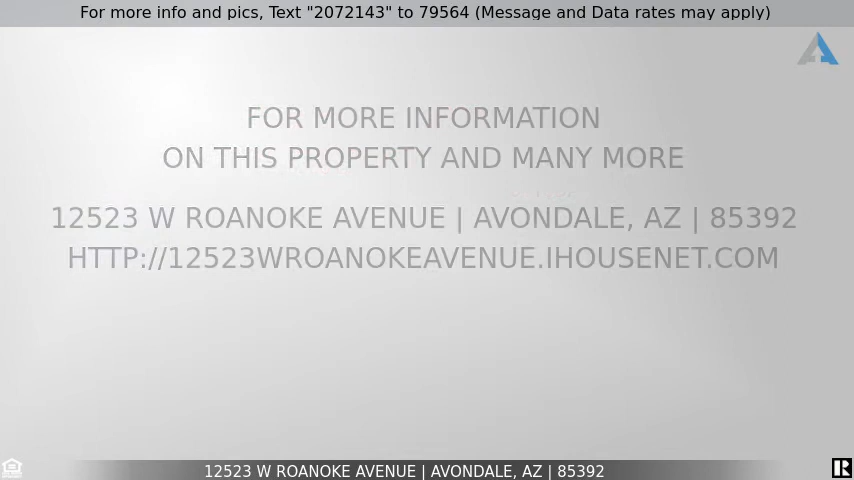 For more info and pics, Text "2072143" to 79564 (Message and Data rates may apply)
FOR MORE INFORMATION
ON THIS PROPERTY AND MANY MORE
12523 W ROANOKE AVENUE | AVONDALE, AZ | 85392
HTTP://12523WROANOKEAVENUE.IHOUSENET.COM
12523 W ROANOKE AVENUE | AVONDALE, AZ | 85392